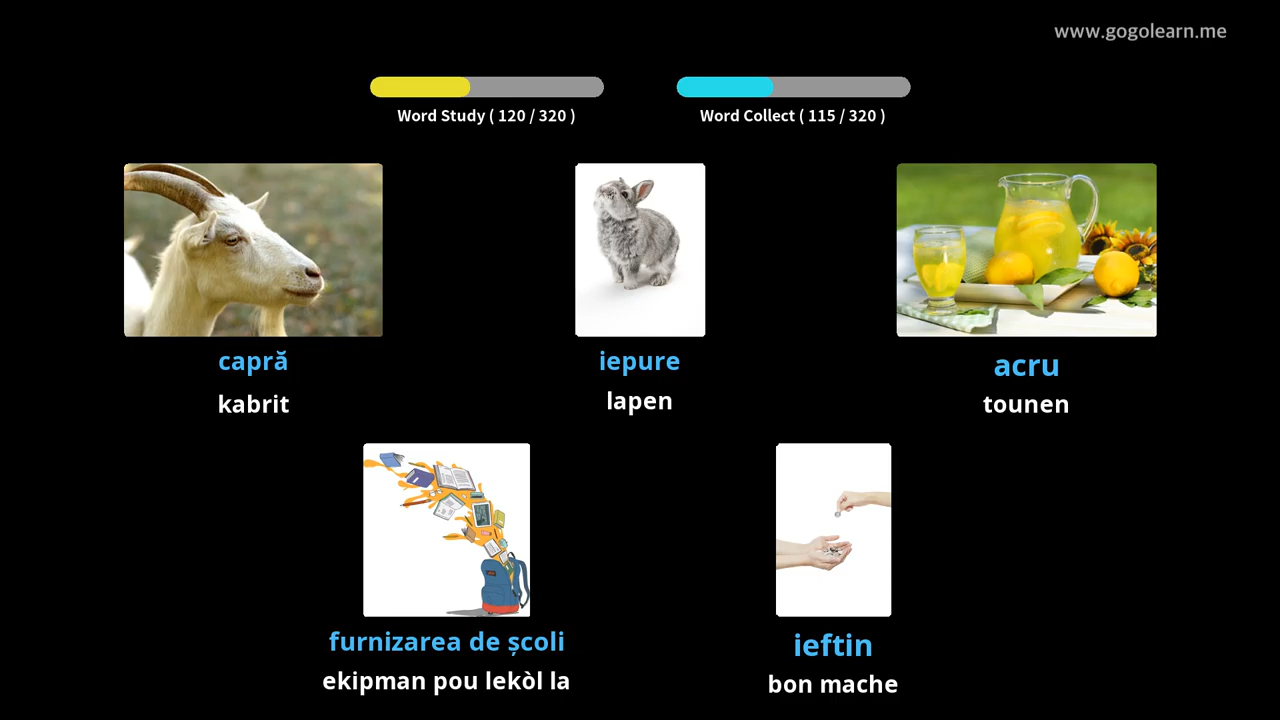 www.gogolearn.me
Word Study ( 120 / 320 )
Word Collect ( 115 / 320 )
capră
iepure
acru
kabrit
lapen
tounen
furnizarea de școli
ieftin
ekipman pou lekòl la
bon mache